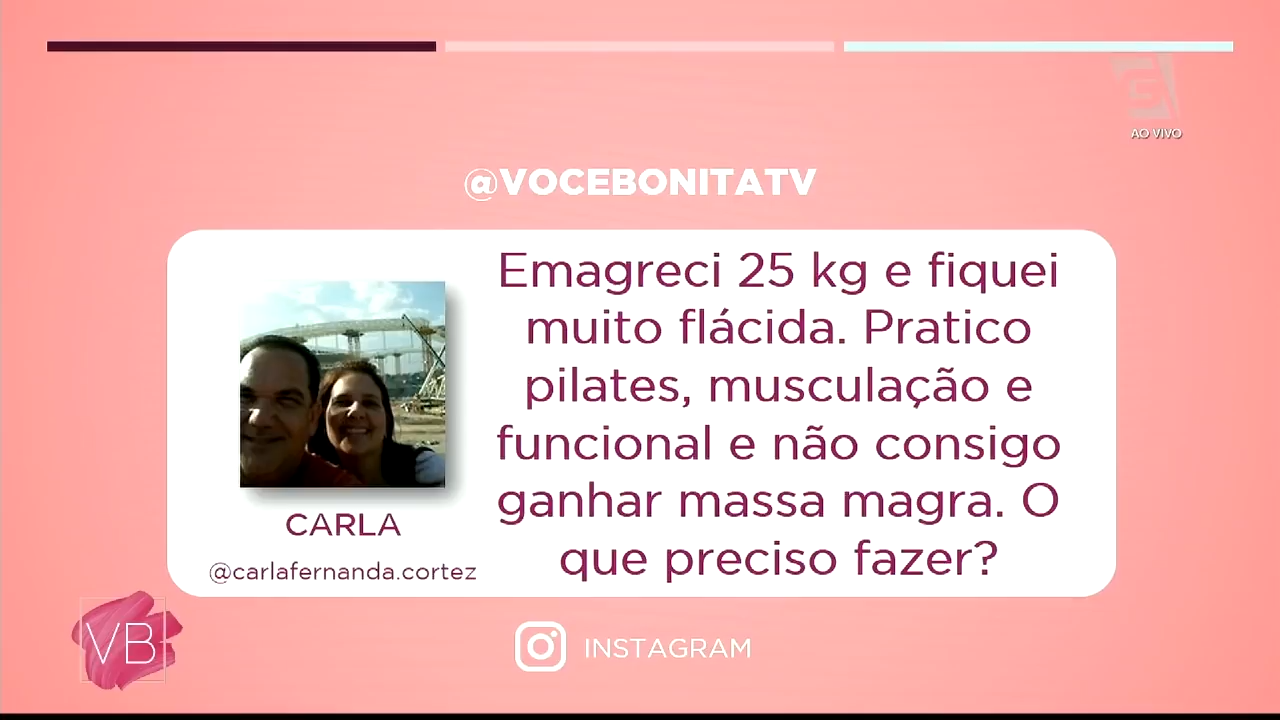 AO VIVO
@VOCEBONITATV
Emagreci 25 kg e fiquei
muito flácida. Pratico
pilates, musculação e
funcional e não consigo
ganhar massa magra. O
que preciso fazer?
CARLA
@carlafernanda.cortez
VB
INSTAGRAM